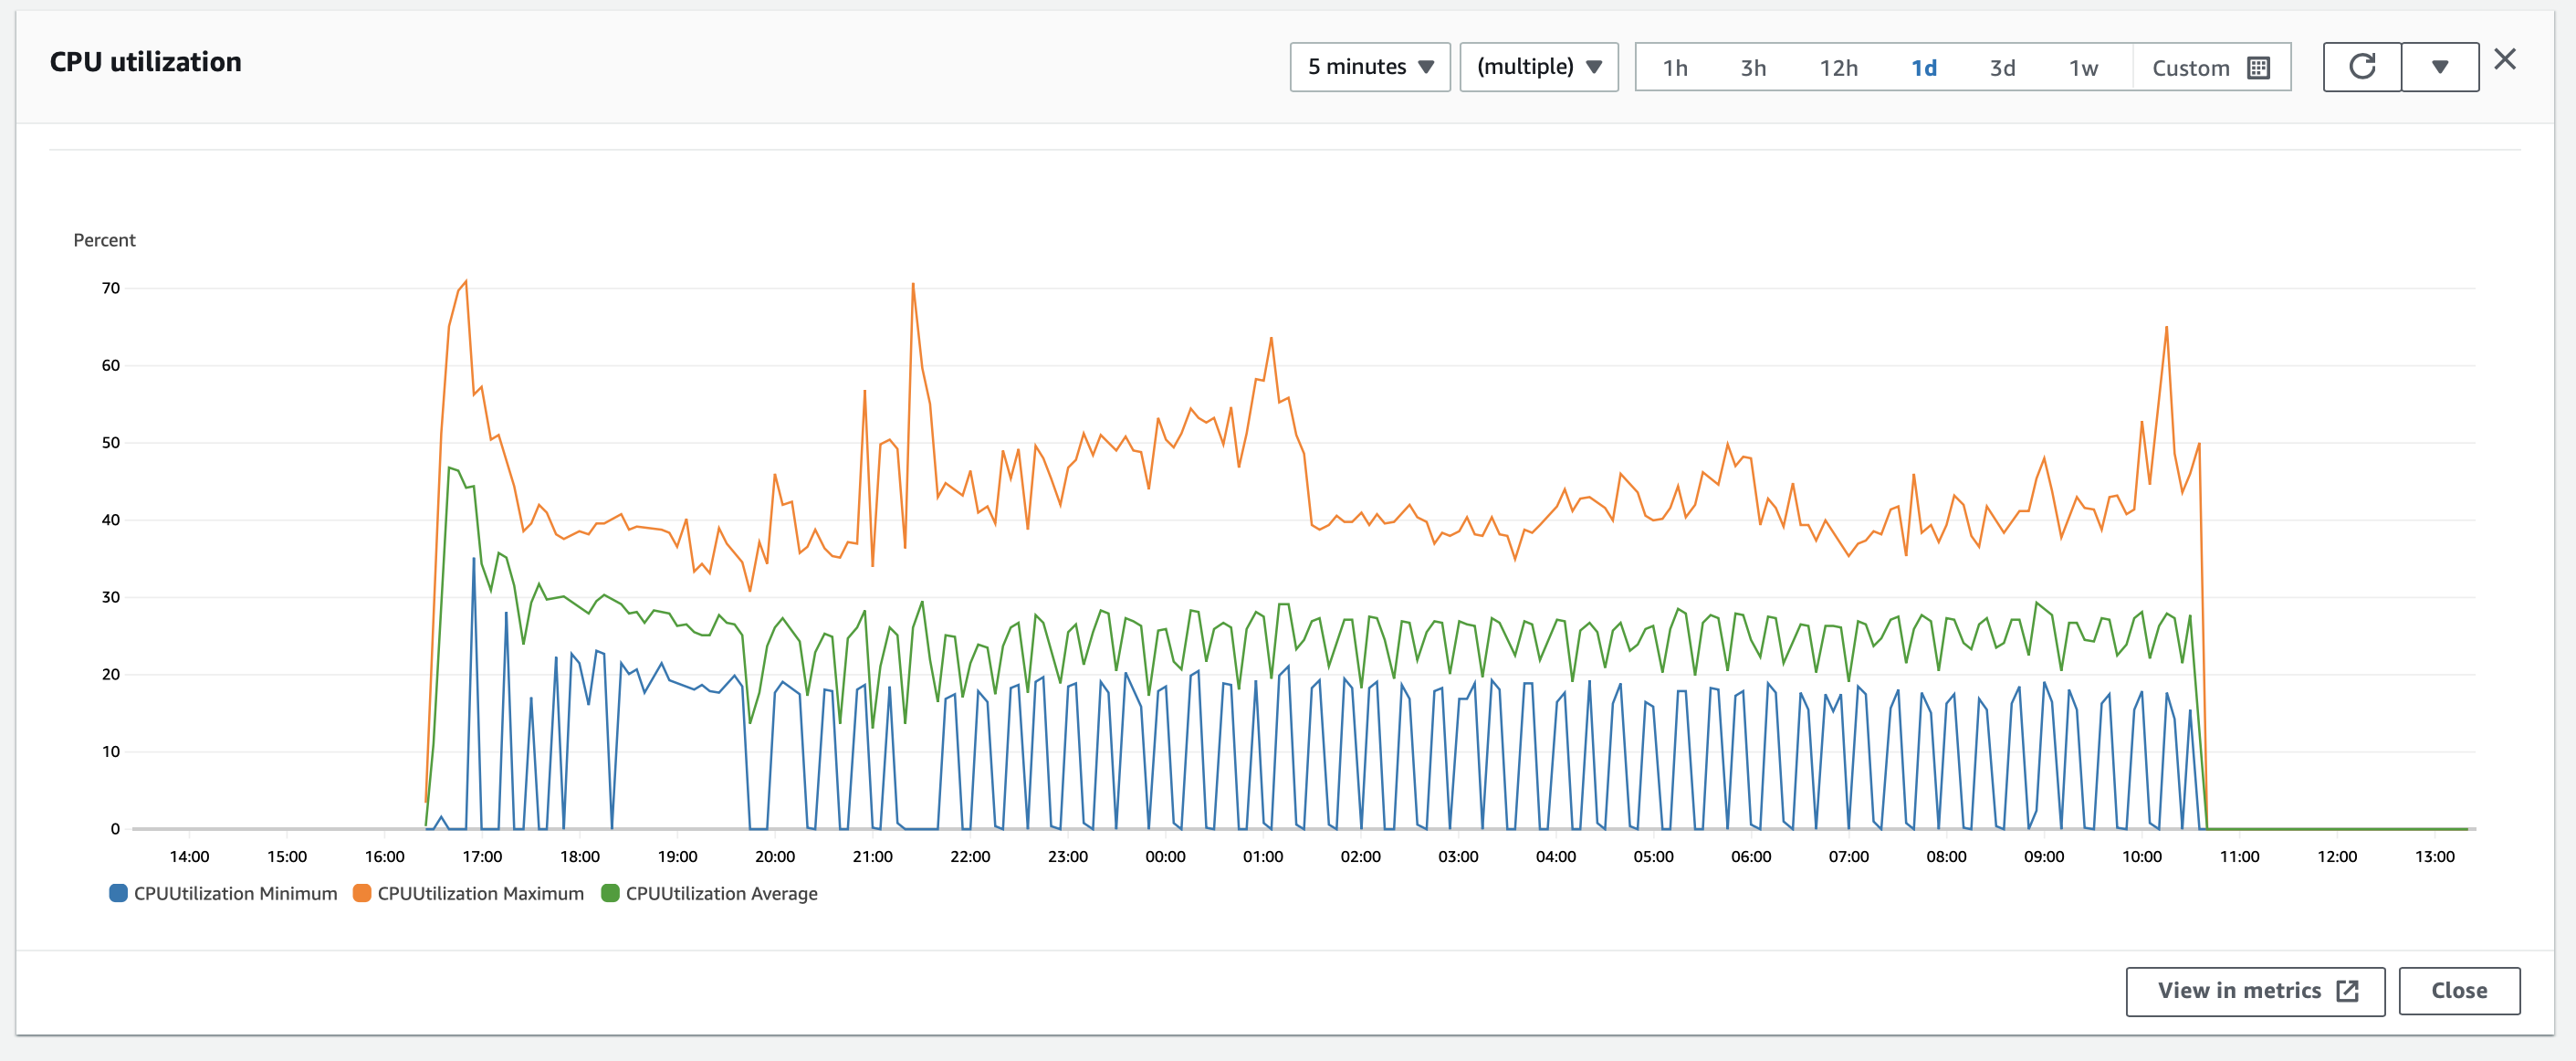 CPU utilization
5 minutes (multiple) 1h 3h 12h 1d 3d 1w Custom
Percent
70
60
50
40
30
20
10
0
14:00 15:00 16:00 17:00 18:00 19:00 20:00 21:00 22:00 23:00 00:00 01:00 02:00 03:00 04:00 05:00 06:00 07:00 08:00 09:00 10:00 11:00 12:00 13:00
CPUUtilization Minimum CPUUtilization Maximum CPUUtilization Average
View in metrics Close